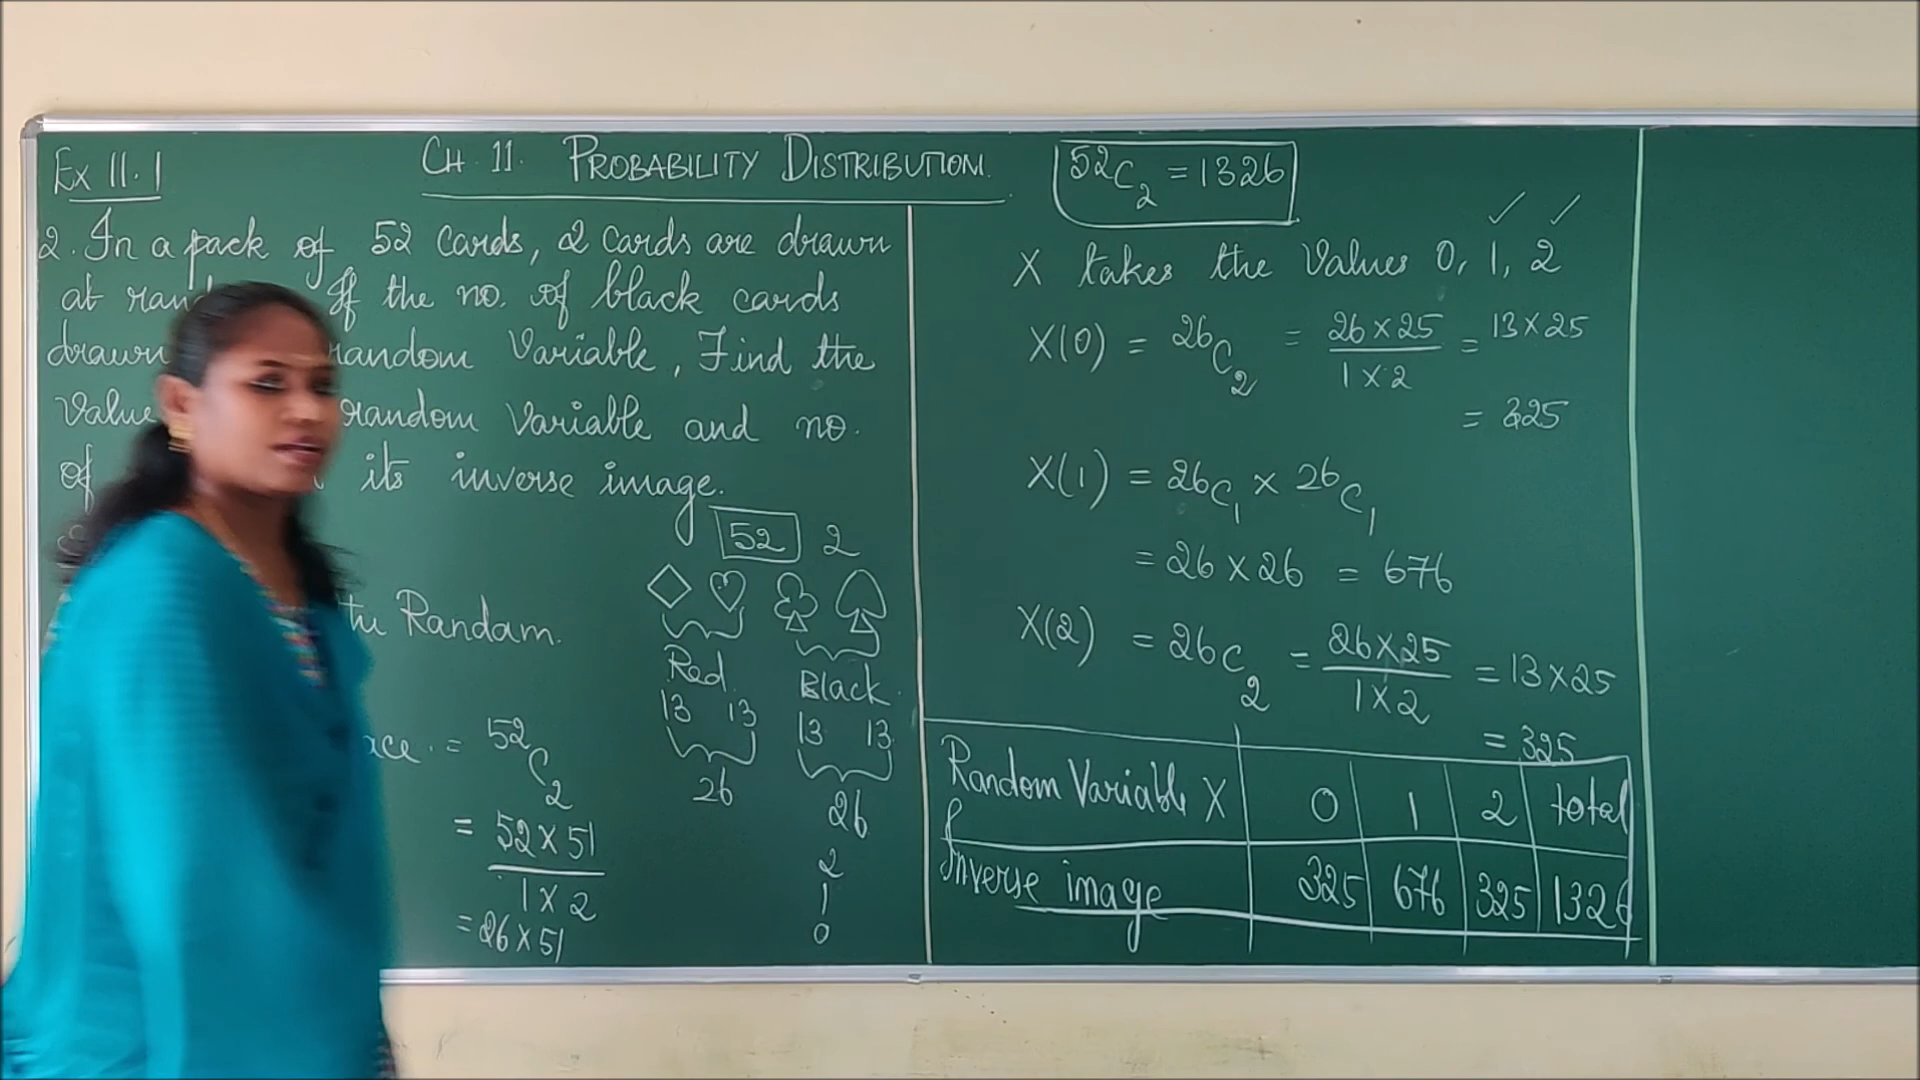 Ex 11.1
CH. 11. PROBABILITY DISTRIBUTION.
2. In a pack of 52 cards, 2 cards are drawn
at If the no. of black cards
drawn random Variable, Find the
Value random Variable and no.
of its inverse image.
52 2
Randam.
Red Black.
13 13 13 13
26 26
2
1
0
= 52C2
= 52 × 51 / 1 × 2
= 26 × 51
52C2 = 1326
X takes the Values 0, 1, 2
X(0) = 26C2 = 26 × 25 / 1 × 2 = 13 × 25
= 325
X(1) = 26C1 × 26C1
= 26 × 26 = 676
X(2) = 26C2 = 26 × 25 / 1 × 2 = 13 × 25
= 325
Random Variable X 0 1 2 total
Inverse image 325 676 325 1326